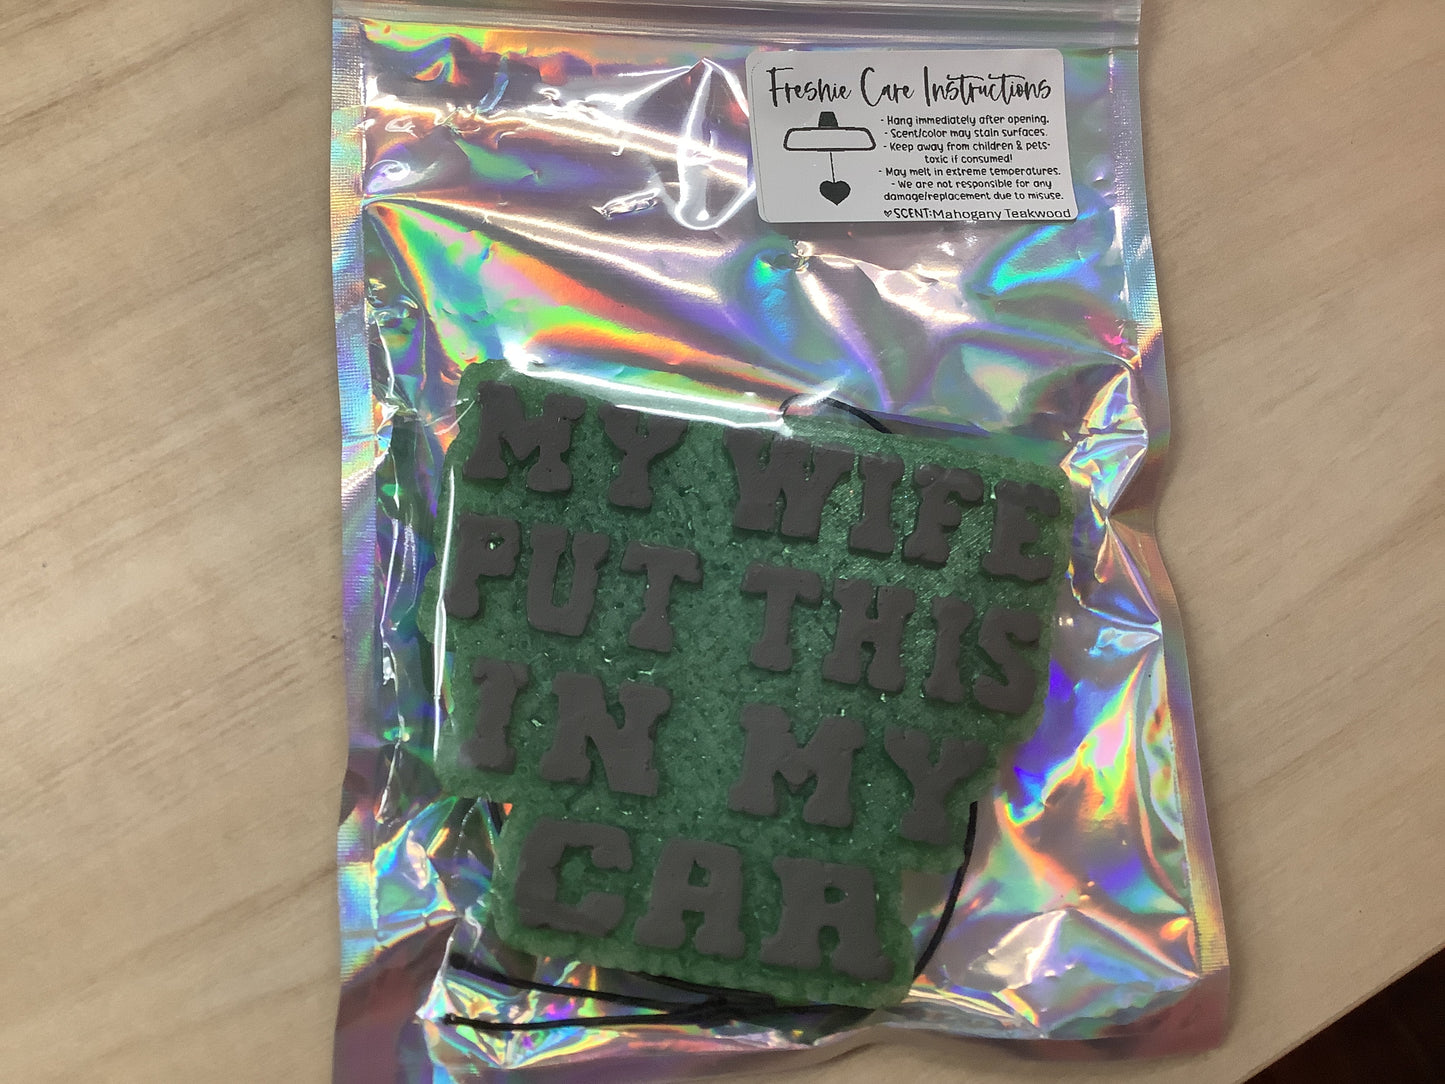 Freshie Care Instructions
- Hang immediately after opening.
- Scent/color may stain surfaces.
- Keep away from children & pets-
toxic if consumed!
- May melt in extreme temperatures.
- We are not responsible for any
damage/replacement due to misuse.
SCENT: Mahogany Teakwood
MY WIFE
PUT THIS
IN MY
CAR